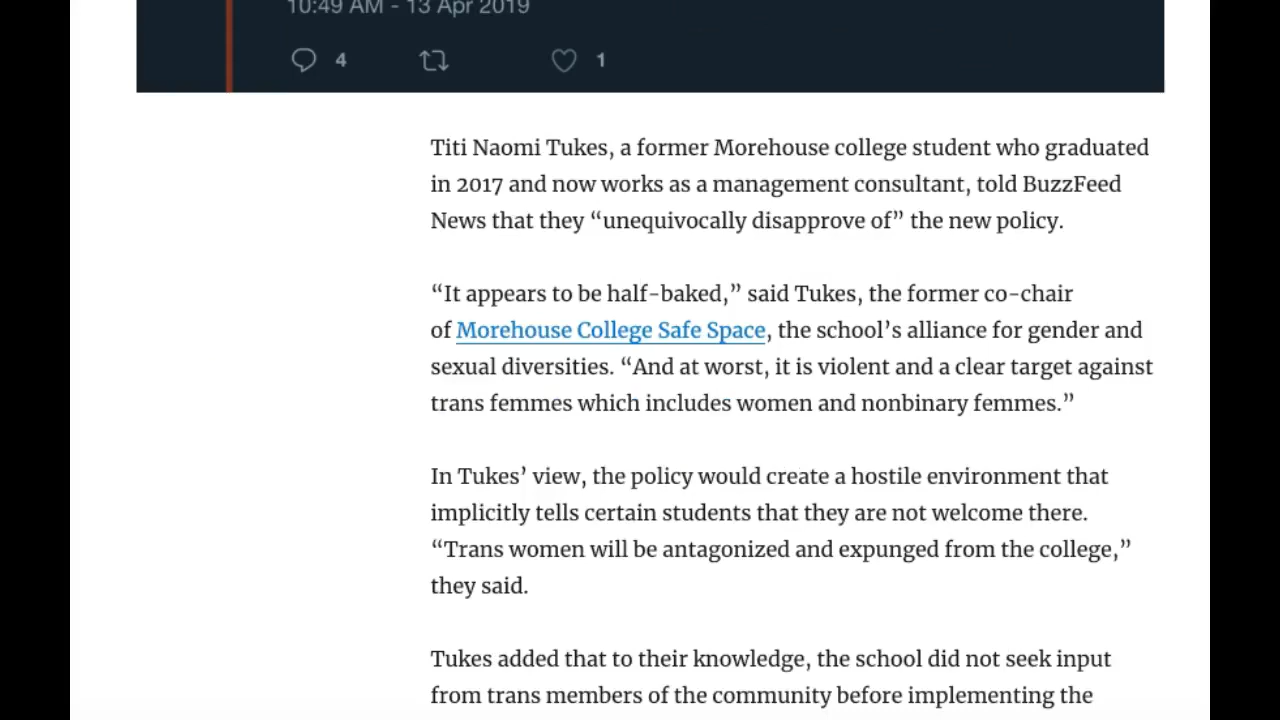 10:49 AM - 13 Apr 2019
4 1
Titi Naomi Tukes, a former Morehouse college student who graduated
in 2017 and now works as a management consultant, told BuzzFeed
News that they “unequivocally disapprove of” the new policy.
“It appears to be half-baked,” said Tukes, the former co-chair
of Morehouse College Safe Space, the school’s alliance for gender and
sexual diversities. “And at worst, it is violent and a clear target against
trans femmes which includes women and nonbinary femmes.”
In Tukes’ view, the policy would create a hostile environment that
implicitly tells certain students that they are not welcome there.
“Trans women will be antagonized and expunged from the college,”
they said.
Tukes added that to their knowledge, the school did not seek input
from trans members of the community before implementing the